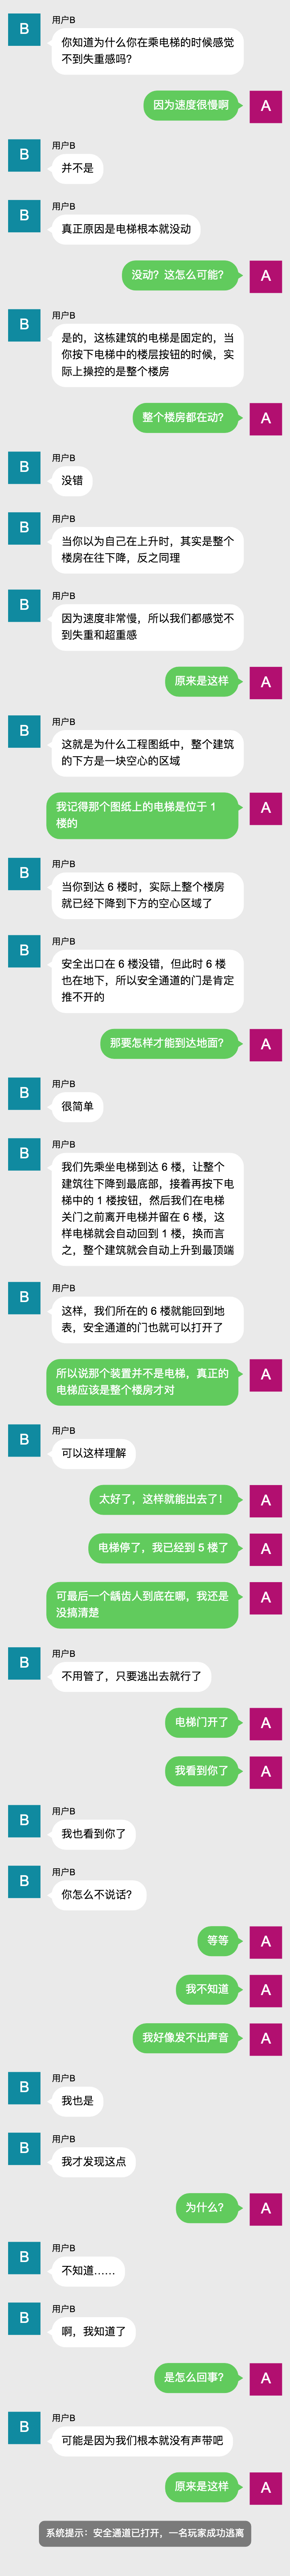 B
用户B
你知道为什么你在乘电梯的时候感觉
不到失重感吗？
因为速度很慢啊
A
B
用户B
并不是
B
用户B
真正原因是电梯根本就没动
没动？这怎么可能？
A
B
用户B
是的，这栋建筑的电梯是固定的，当
你按下电梯中的楼层按钮的时候，实
际上操控的是整个楼房
整个楼房都在动？
A
B
用户B
没错
B
用户B
当你以为自己在上升时，其实是整个
楼房在往下降，反之同理
B
用户B
因为速度非常慢，所以我们都感觉不
到失重和超重感
原来是这样
A
B
用户B
这就是为什么工程图纸中，整个建筑
的下方是一块空心的区域
我记得那个图纸上的电梯是位于 1
楼的
A
B
用户B
当你到达 6 楼时，实际上整个楼房
就已经下降到下方的空心区域了
B
用户B
安全出口在 6 楼没错，但此时 6 楼
也在地下，所以安全通道的门是肯定
推不开的
那要怎样才能到达地面？
A
B
用户B
很简单
B
用户B
我们先乘坐电梯到达 6 楼，让整个
建筑往下降到最底部，接着再按下电
梯中的 1 楼按钮，然后我们在电梯
关门之前离开电梯并留在 6 楼，这
样电梯就会自动回到 1 楼，换而言
之，整个建筑就会自动上升到最顶端
B
用户B
这样，我们所在的 6 楼就能回到地
表，安全通道的门也就可以打开了
所以说那个装置并不是电梯，真正的
电梯应该是整个楼房才对
A
B
用户B
可以这样理解
太好了，这样就能出去了！
A
电梯停了，我已经到 5 楼了
A
可最后一个龋齿人到底在哪，我还是
没搞清楚
A
B
用户B
不用管了，只要逃出去就行了
电梯门开了
A
我看到你了
A
B
用户B
我也看到你了
B
用户B
你怎么不说话？
等等
A
我不知道
A
我好像发不出声音
A
B
用户B
我也是
B
用户B
我才发现这点
为什么？
A
B
用户B
不知道……
B
用户B
啊，我知道了
是怎么回事？
A
B
用户B
可能是因为我们根本就没有声带吧
原来是这样
A
系统提示：安全通道已打开，一名玩家成功逃离